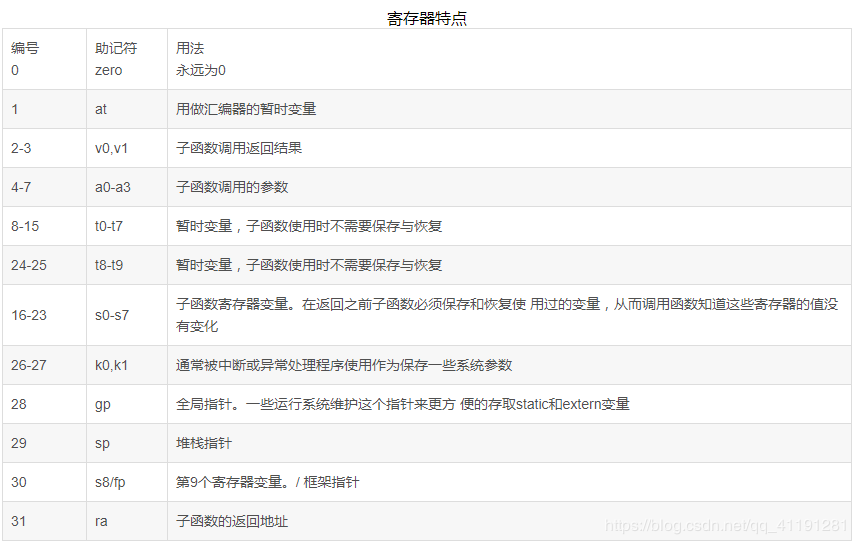 寄存器特点
编号 助记符 用法
0 zero 永远为0
1 at 用做汇编器的暂时变量
2-3 v0,v1 子函数调用返回结果
4-7 a0-a3 子函数调用的参数
8-15 t0-t7 暂时变量，子函数使用时不需要保存与恢复
24-25 t8-t9 暂时变量，子函数使用时不需要保存与恢复
16-23 s0-s7 子函数寄存器变量。在返回之前子函数必须保存和恢复使 用过的变量，从而调用函数知道这些寄存器的值没
有变化
26-27 k0,k1 通常被中断或异常处理程序使用作为保存一些系统参数
28 gp 全局指针。一些运行系统维护这个指针来更方 便的存取static和extern变量
29 sp 堆栈指针
30 s8/fp 第9个寄存器变量。/ 框架指针
31 ra 子函数的返回地址
https://blog.csdn.net/qq_41191281